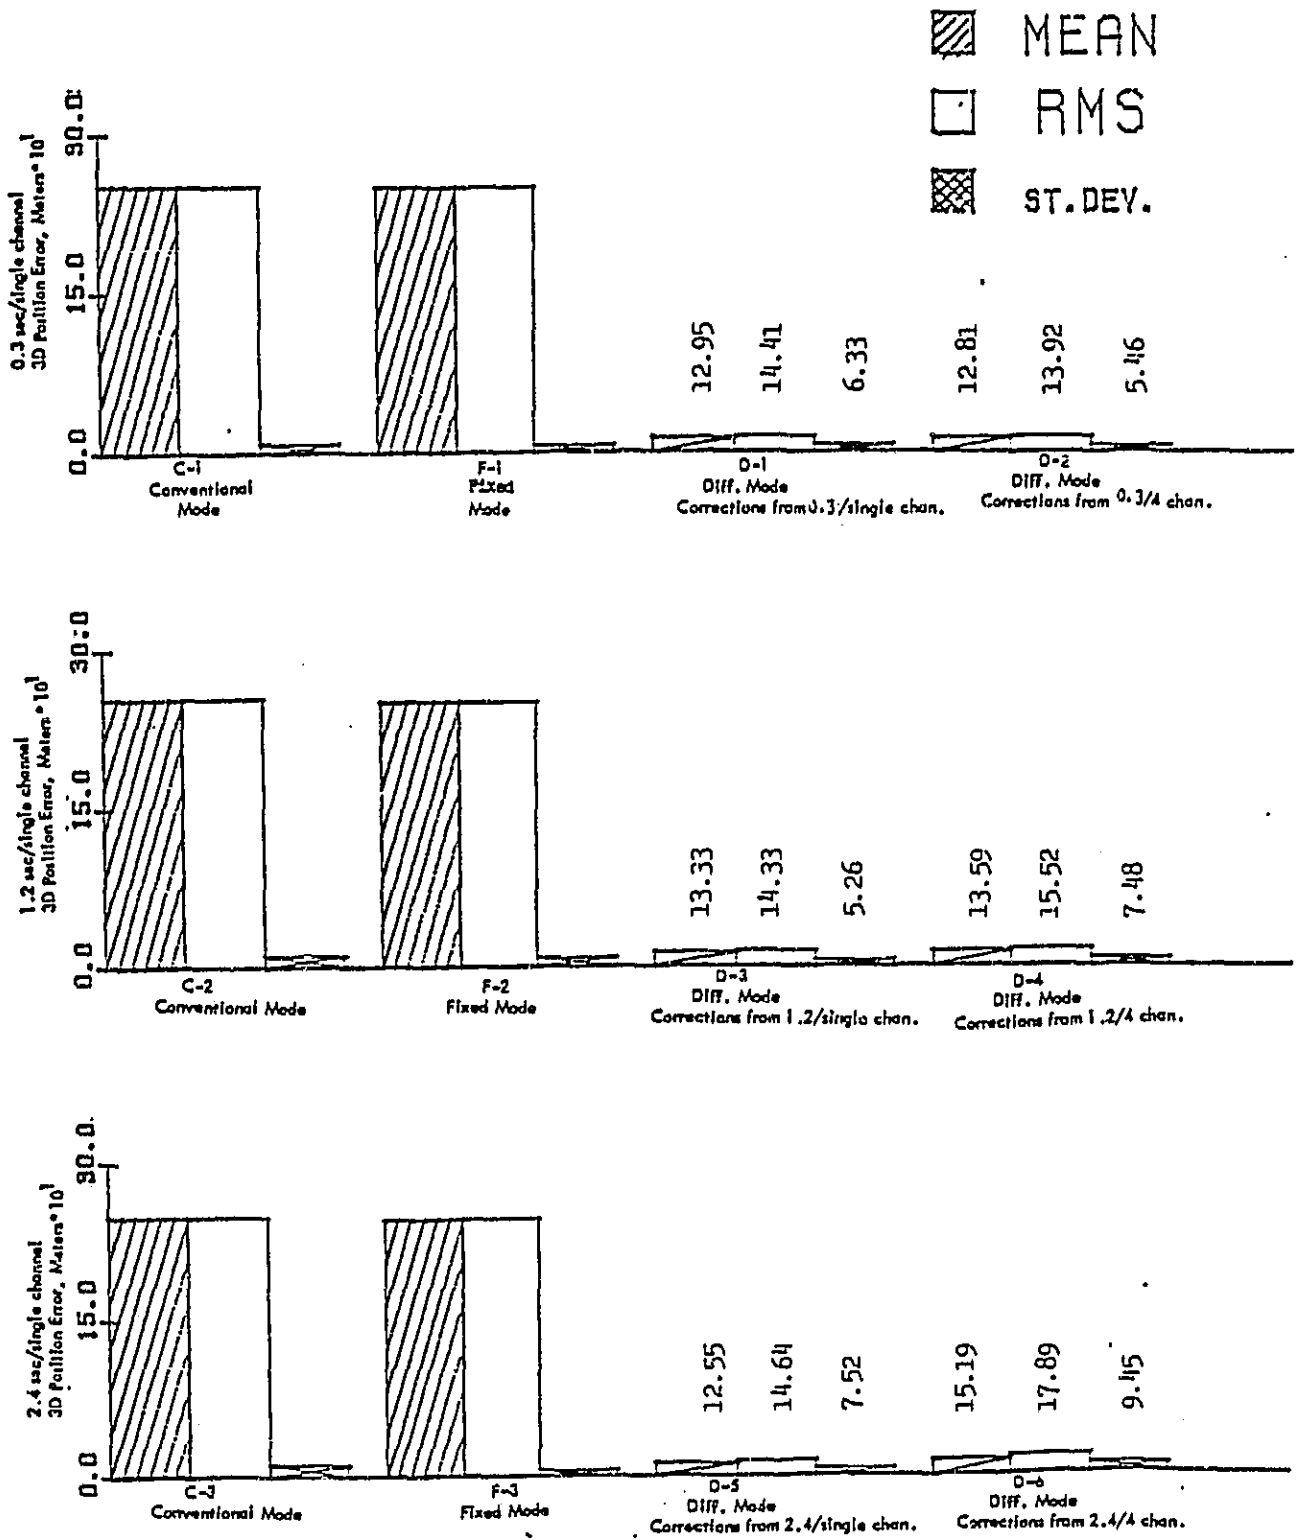 MEAN
RMS
ST.DEV.
0.3 sec/single channel
3D Position Error, Meters*10¹
90.0
15.0
0.0
12.95
14.41
6.33
12.81
13.92
5.46
C-1
Conventional
Mode
F-1
Fixed
Mode
D-1
Diff. Mode
Corrections from 0.3/single chan.
D-2
Diff. Mode
Corrections from 0.3/4 chan.
1.2 sec/single channel
3D Position Error, Meters*10¹
30.0
15.0
0.0
13.33
14.33
5.26
13.59
15.52
7.48
C-2
Conventional Mode
F-2
Fixed Mode
D-3
Diff. Mode
Corrections from 1.2/single chan.
D-4
Diff. Mode
Corrections from 1.2/4 chan.
2.4 sec/single channel
3D Position Error, Meters*10¹
90.0
15.0
0.0
12.55
14.64
7.52
15.19
17.89
9.45
C-3
Conventional Mode
F-3
Fixed Mode
D-5
Diff. Mode
Corrections from 2.4/single chan.
D-6
Diff. Mode
Corrections from 2.4/4 chan.